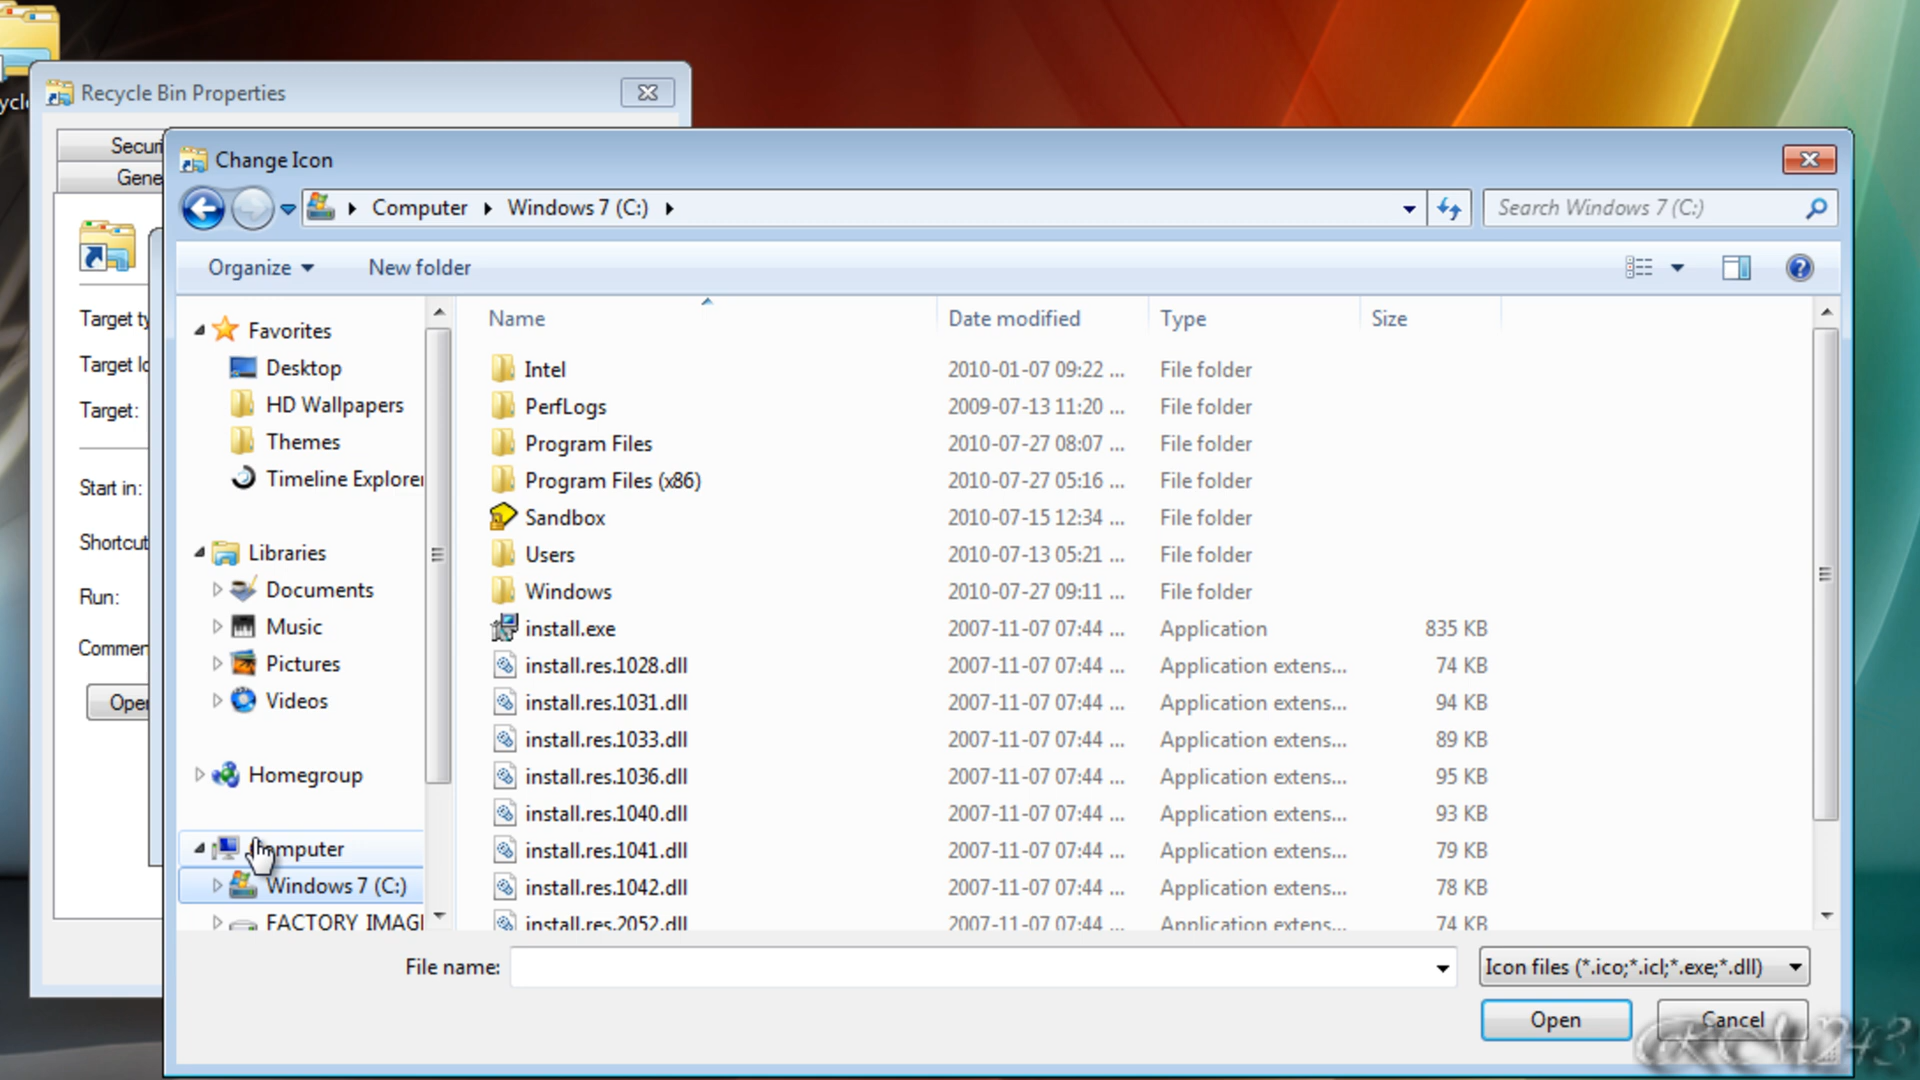 ycl
Recycle Bin Properties
Secur
Gene
Target ty
Target lo
Target:
Start in:
Shortcut
Run:
Commen
Open
Change Icon
Computer Windows 7 (C:)
Search Windows 7 (C:)
Organize
New folder
Favorites
Desktop
HD Wallpapers
Themes
Timeline Explorer
Libraries
Documents
Music
Pictures
Videos
Homegroup
Computer
Windows 7 (C:)
FACTORY IMAG
Name Date modified Type Size
Intel 2010-01-07 09:22 ... File folder
PerfLogs 2009-07-13 11:20 ... File folder
Program Files 2010-07-27 08:07 ... File folder
Program Files (x86) 2010-07-27 05:16 ... File folder
Sandbox 2010-07-15 12:34 ... File folder
Users 2010-07-13 05:21 ... File folder
Windows 2010-07-27 09:11 ... File folder
install.exe 2007-11-07 07:44 ... Application 835 KB
install.res.1028.dll 2007-11-07 07:44 ... Application extens... 74 KB
install.res.1031.dll 2007-11-07 07:44 ... Application extens... 94 KB
install.res.1033.dll 2007-11-07 07:44 ... Application extens... 89 KB
install.res.1036.dll 2007-11-07 07:44 ... Application extens... 95 KB
install.res.1040.dll 2007-11-07 07:44 ... Application extens... 93 KB
install.res.1041.dll 2007-11-07 07:44 ... Application extens... 79 KB
install.res.1042.dll 2007-11-07 07:44 ... Application extens... 78 KB
install.res.2052.dll 2007-11-07 07:44 ... Application extens... 74 KB
File name:
Icon files (*.ico;*.icl;*.exe;*.dll)
Open
Cancel